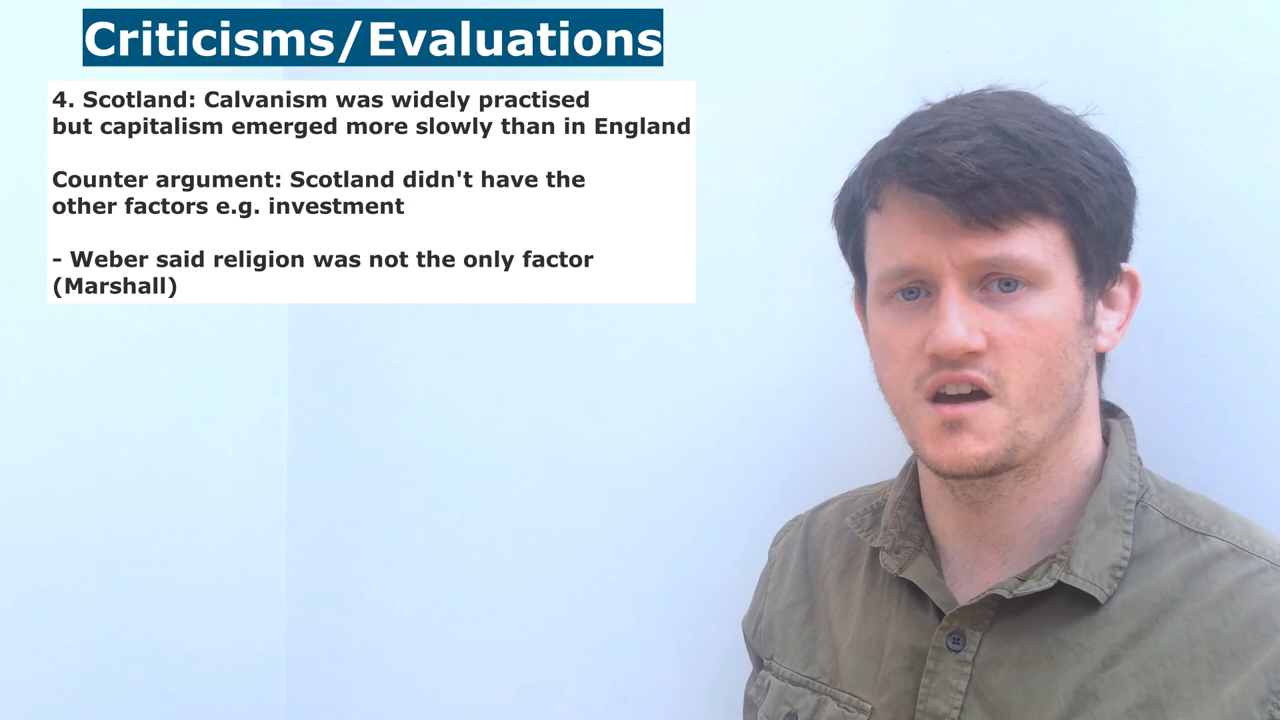 Criticisms/Evaluations
4. Scotland: Calvanism was widely practised
but capitalism emerged more slowly than in England
Counter argument: Scotland didn't have the
other factors e.g. investment
- Weber said religion was not the only factor
(Marshall)